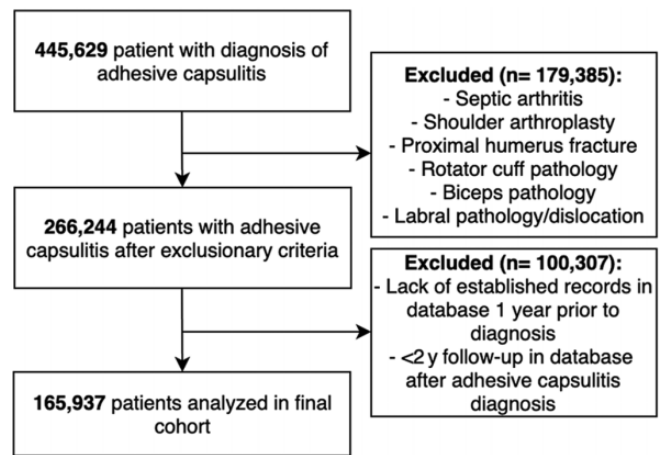 445,629 patient with diagnosis of
adhesive capsulitis
Excluded (n= 179,385):
- Septic arthritis
- Shoulder arthroplasty
- Proximal humerus fracture
- Rotator cuff pathology
- Biceps pathology
- Labral pathology/dislocation
266,244 patients with adhesive
capsulitis after exclusionary criteria
Excluded (n= 100,307):
- Lack of established records in
database 1 year prior to
diagnosis
- <2 y follow-up in database
after adhesive capsulitis
diagnosis
165,937 patients analyzed in final
cohort